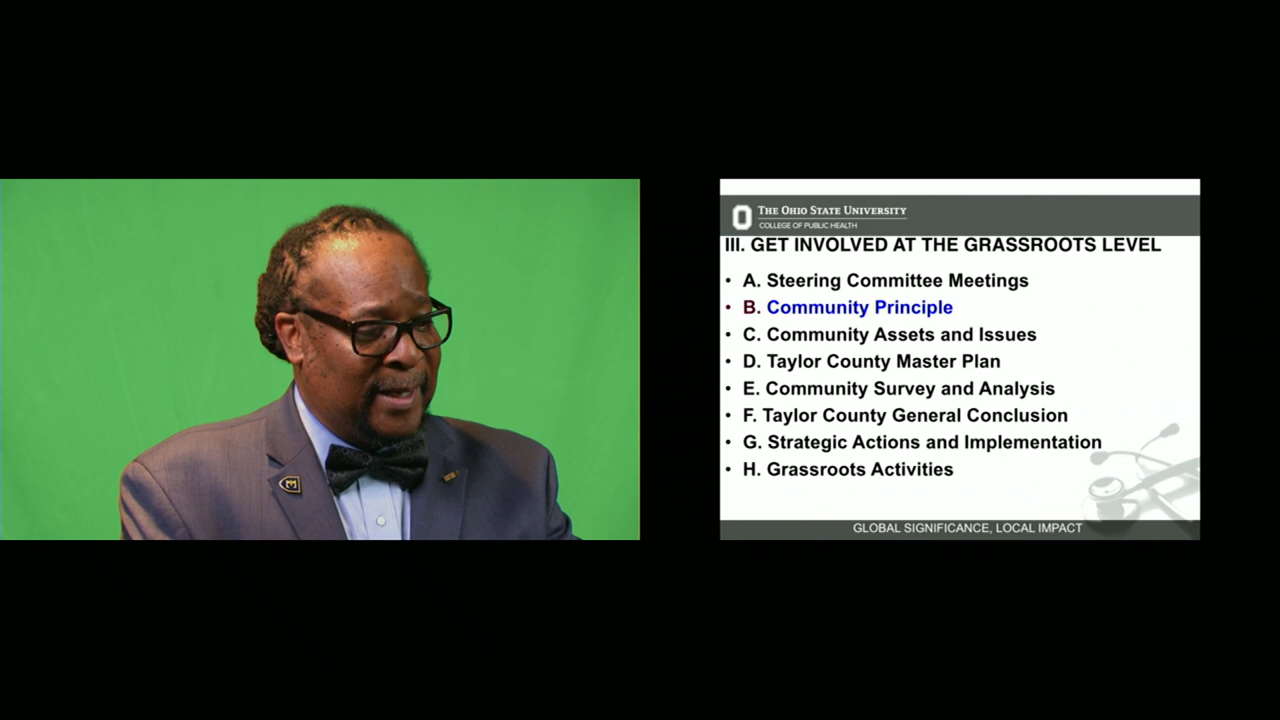 THE OHIO STATE UNIVERSITY
COLLEGE OF PUBLIC HEALTH
III. GET INVOLVED AT THE GRASSROOTS LEVEL
• A. Steering Committee Meetings
• B. Community Principle
• C. Community Assets and Issues
• D. Taylor County Master Plan
• E. Community Survey and Analysis
• F. Taylor County General Conclusion
• G. Strategic Actions and Implementation
• H. Grassroots Activities
GLOBAL SIGNIFICANCE, LOCAL IMPACT